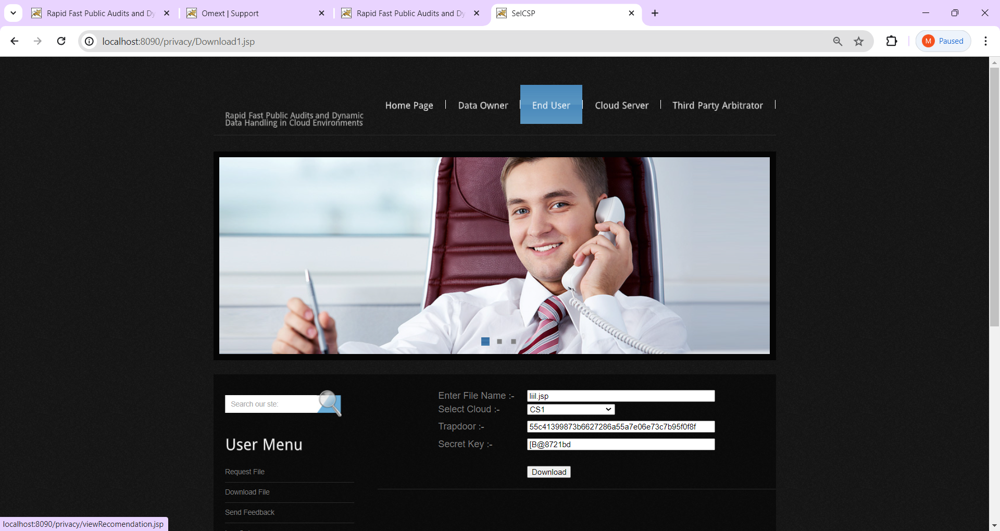 Rapid Fast Public Audits and Dy
Omext | Support
Rapid Fast Public Audits and Dy
SelCSP
localhost:8090/privacy/Download1.jsp
M Paused
Home Page
Data Owner
End User
Cloud Server
Third Party Arbitrator
Rapid Fast Public Audits and Dynamic
Data Handling in Cloud Environments
Search our ste:
Enter File Name :- liil.jsp
Select Cloud :- CS1
Trapdoor :- 55c41399873b6627286a55a7e06e73c7b95f0f8f
Secret Key :- [B@8721bd
Download
User Menu
Request File
Download File
Send Feedback
localhost:8090/privacy/viewRecomendation.jsp